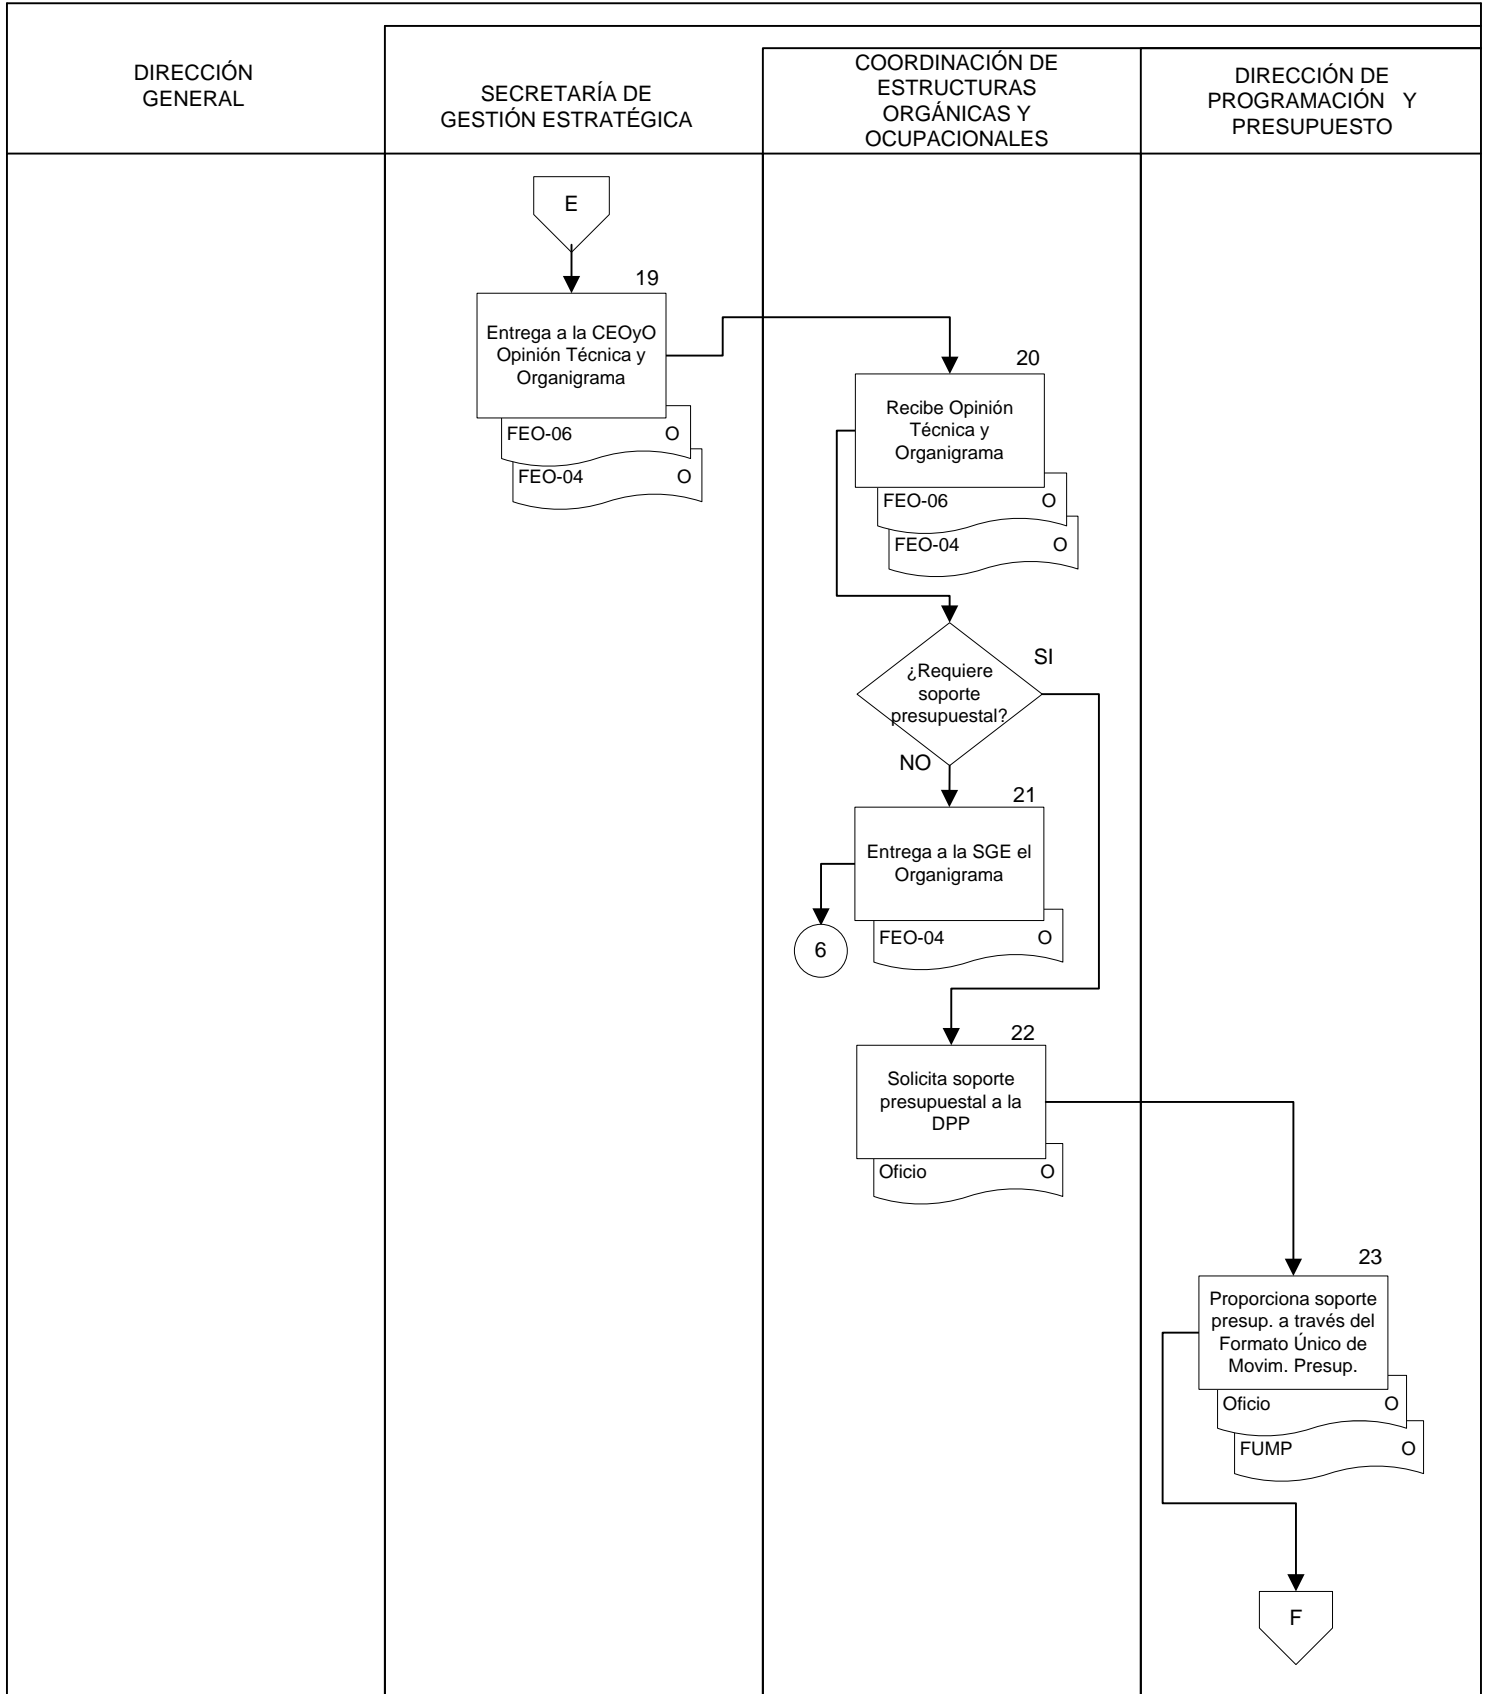 DIRECCIÓN
GENERAL
SECRETARÍA DE
GESTIÓN ESTRATÉGICA
COORDINACIÓN DE
ESTRUCTURAS
ORGÁNICAS Y
OCUPACIONALES
DIRECCIÓN DE
PROGRAMACIÓN Y
PRESUPUESTO
E
19
Entrega a la CEOyO
Opinión Técnica y
Organigrama
FEO-06 O
FEO-04 O
20
Recibe Opinión
Técnica y
Organigrama
FEO-06 O
FEO-04 O
¿Requiere
soporte
presupuestal?
SI
NO
21
Entrega a la SGE el
Organigrama
FEO-04 O
6
22
Solicita soporte
presupuestal a la
DPP
Oficio O
23
Proporciona soporte
presup. a través del
Formato Único de
Movim. Presup.
Oficio O
FUMP O
F